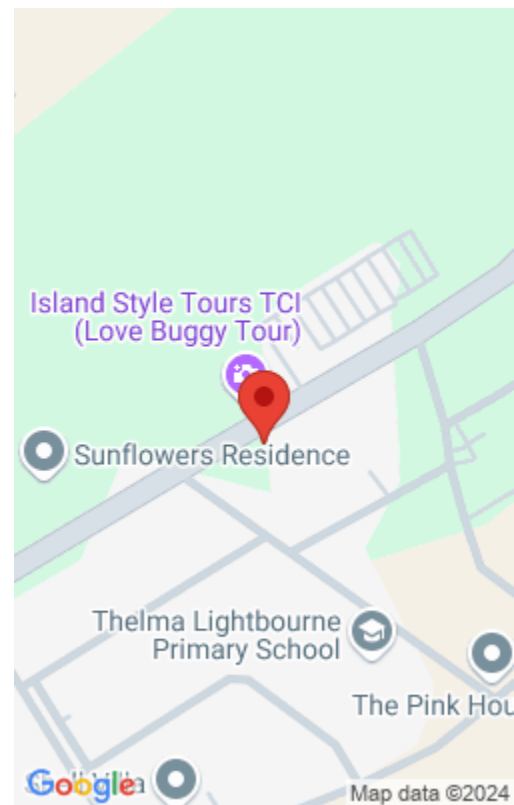 Island Style Tours TCI
(Love Buggy Tour)
Sunflowers Residence
Thelma Lightbourne
Primary School
The Pink Hou
Google
Map data ©2024